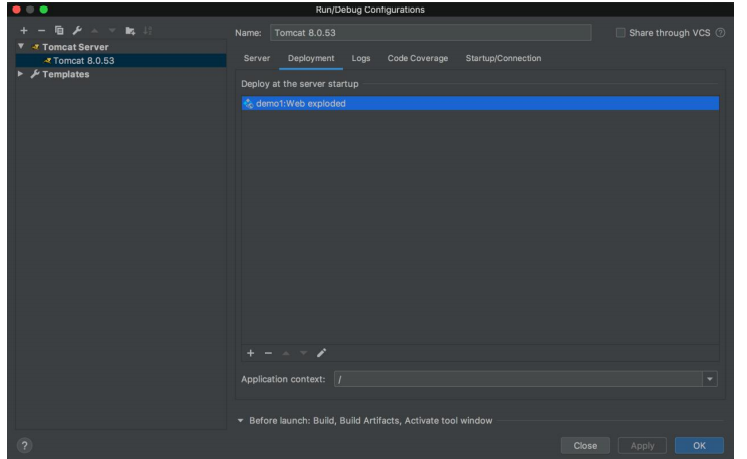 Run/Debug Configurations
Name: Tomcat 8.0.53
Share through VCS ?
Tomcat Server
Tomcat 8.0.53
Templates
Server Deployment Logs Code Coverage Startup/Connection
Deploy at the server startup
demo1:Web exploded
Application context: /
Before launch: Build, Build Artifacts, Activate tool window
? Close Apply OK